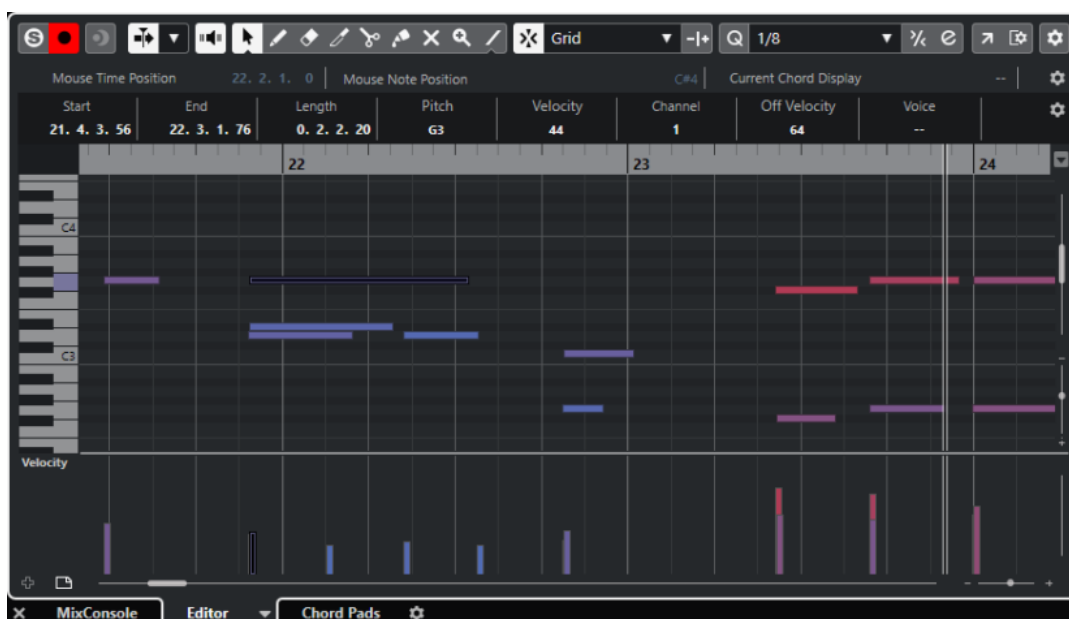 S Grid Q 1/8
Mouse Time Position 22. 2. 1. 0 Mouse Note Position C#4 Current Chord Display --
Start End Length Pitch Velocity Channel Off Velocity Voice
21. 4. 3. 56 22. 3. 1. 76 0. 2. 2. 20 G3 44 1 64 --
22 23 24
C4
C3
Velocity
MixConsole Editor Chord Pads